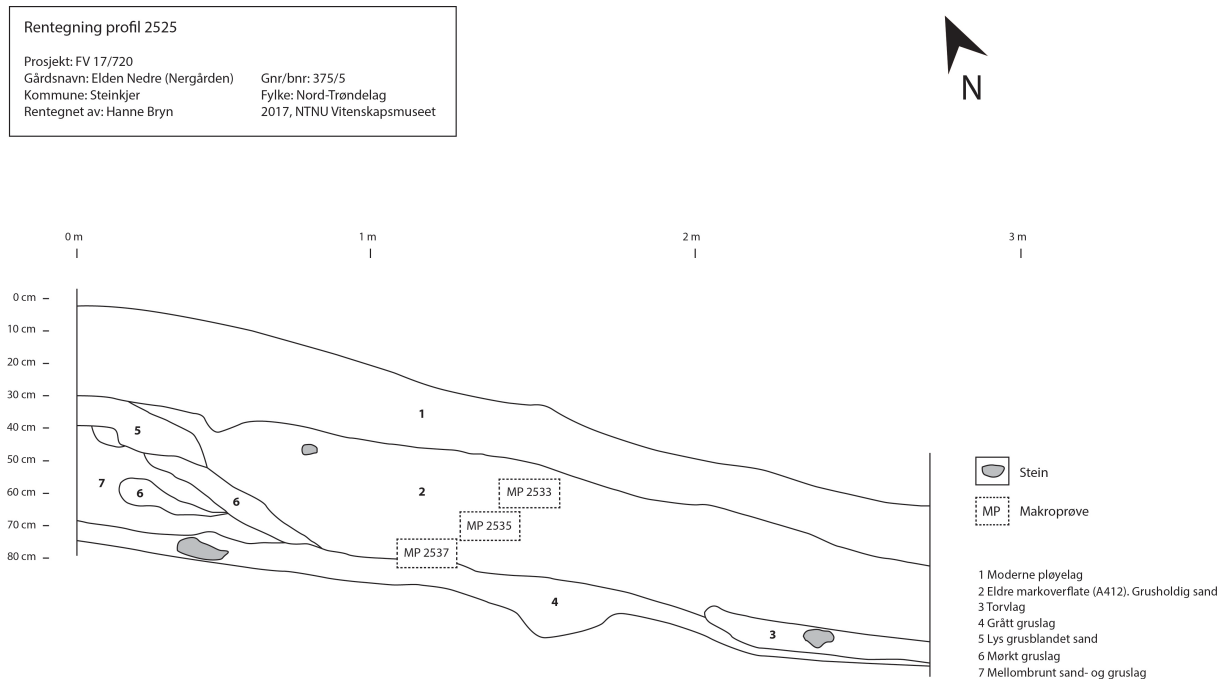 Rentegning profil 2525
Prosjekt: FV 17/720
Gårdsnavn: Elden Nedre (Nergården) Gnr/bnr: 375/5
Kommune: Steinkjer Fylke: Nord-Trøndelag
Rentegnet av: Hanne Bryn 2017, NTNU Vitenskapsmuseet
N
0 m 1 m 2 m 3 m
0 cm
10 cm
20 cm
30 cm
40 cm
50 cm
60 cm
70 cm
80 cm
1
5
7
6
6
2
MP 2533
MP 2535
MP 2537
4
3
Stein
MP Makroprøve
1 Moderne pløyelag
2 Eldre markoverflate (A412). Grusholdig sand
3 Torvlag
4 Grått gruslag
5 Lys grusblandet sand
6 Mørkt gruslag
7 Mellombrunt sand- og gruslag